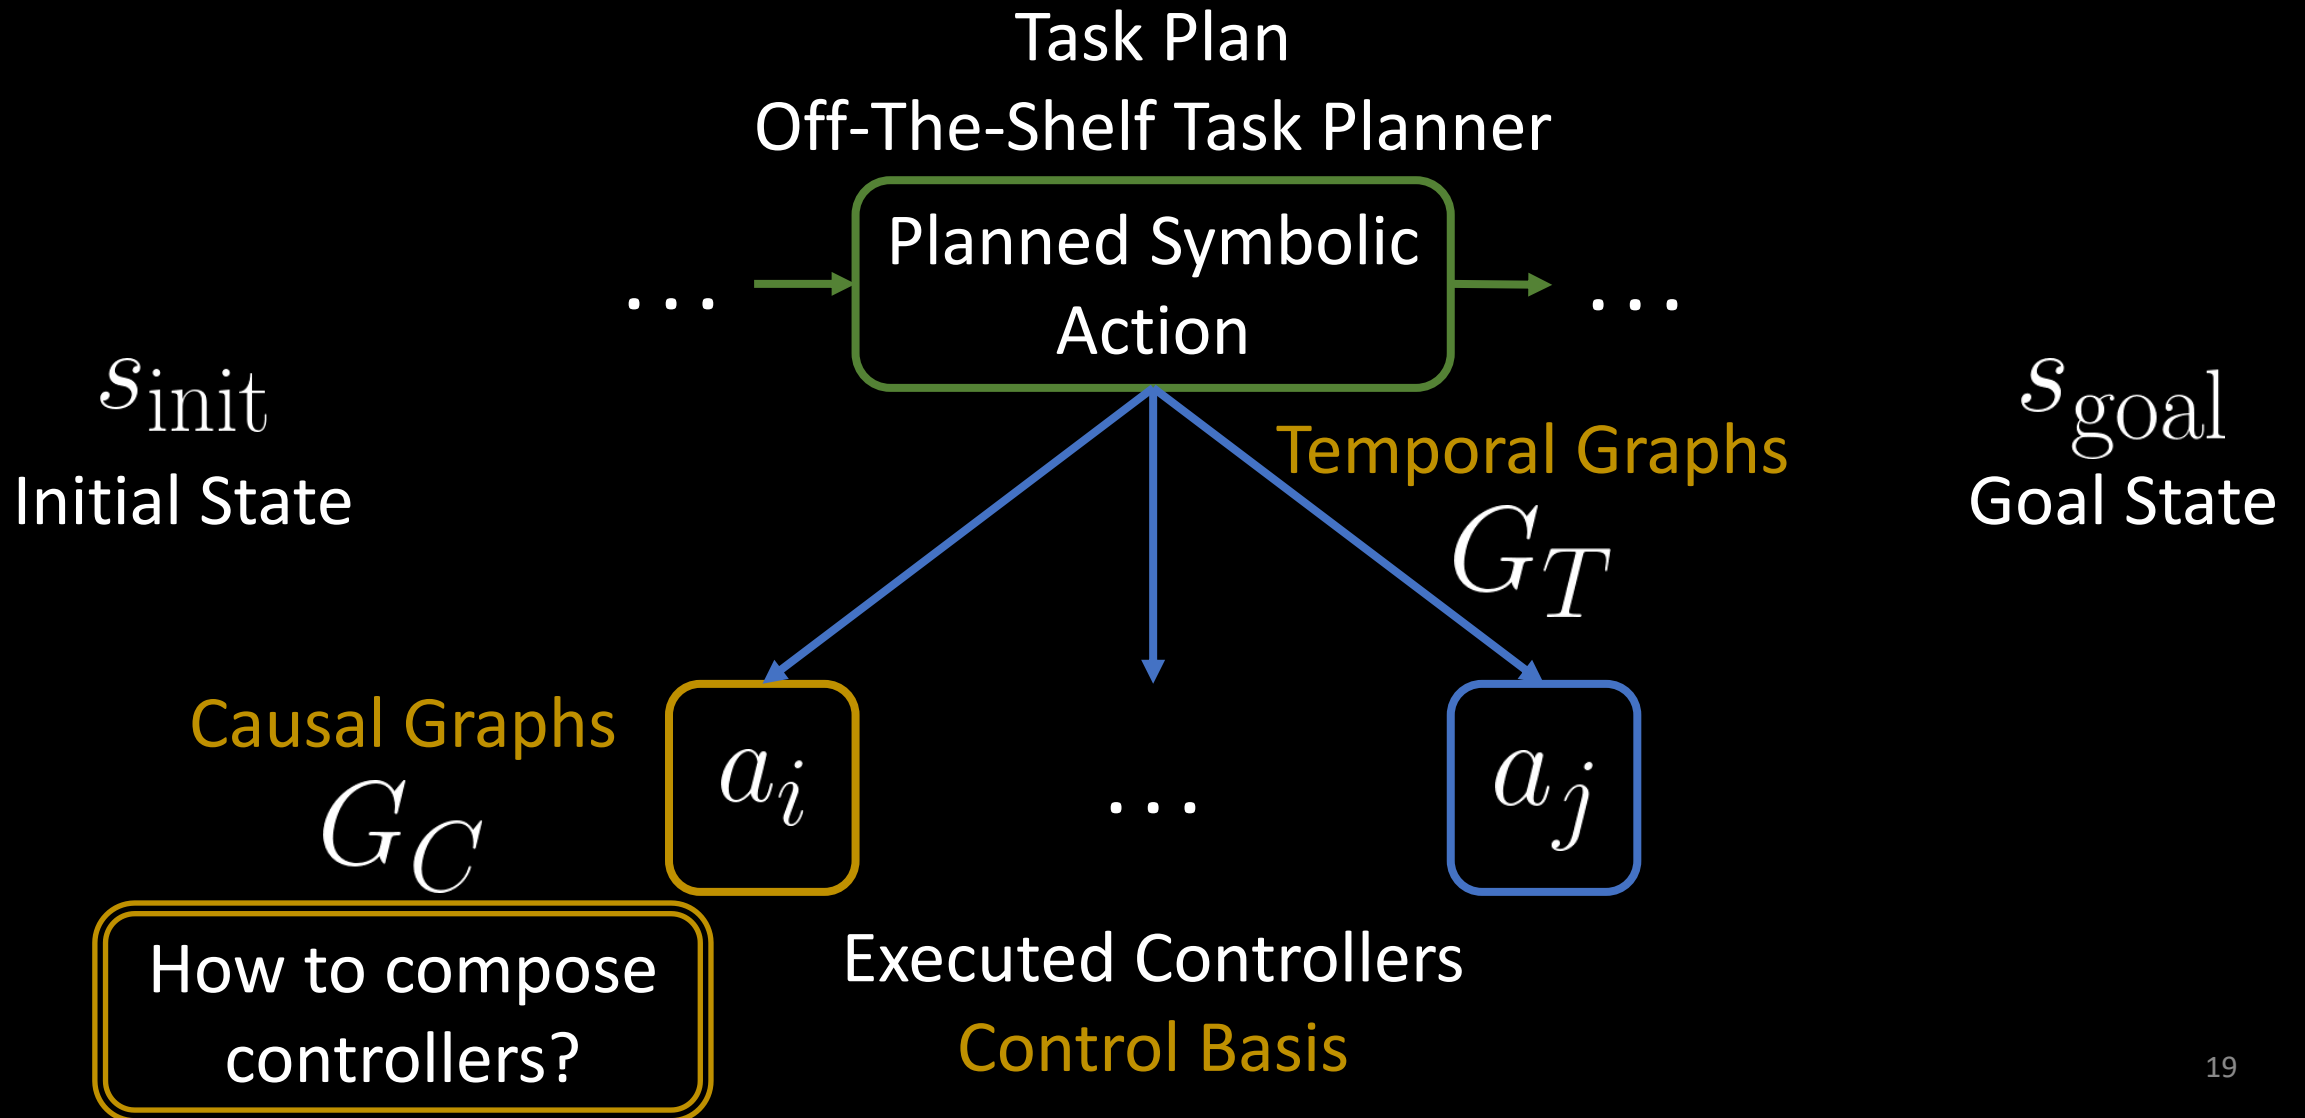 Task Plan
Off-The-Shelf Task Planner
Planned Symbolic
Action
... ...
s_init
Initial State
s_goal
Goal State
Temporal Graphs
G_T
Causal Graphs
G_C
a_i
...
a_j
How to compose
controllers?
Executed Controllers
Control Basis
19